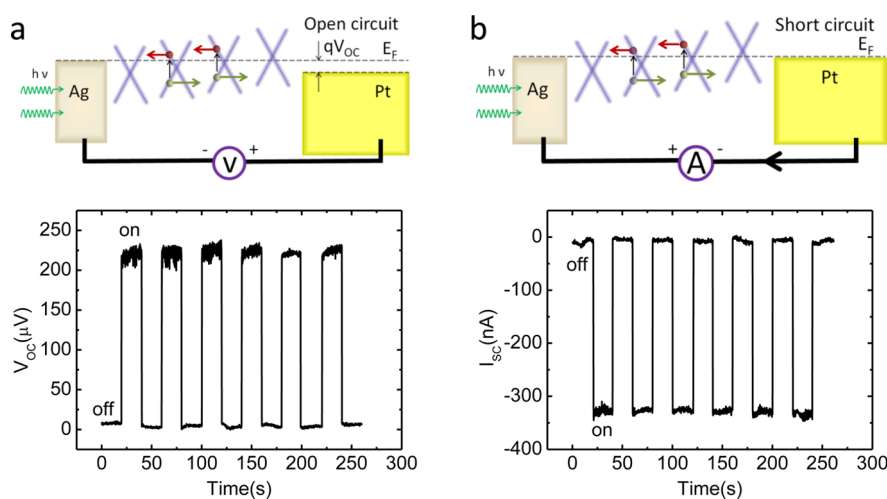 a
Open circuit
qV_OC
E_F
h ν
Ag
Pt
- V +
b
Short circuit
E_F
h ν
Ag
Pt
+ A -
250
200
150
100
50
0
V_OC(μV)
on
off
0 50 100 150 200 250 300
Time(s)
0
-100
-200
-300
-400
I_SC(nA)
off
on
0 50 100 150 200 250 300
Time(s)